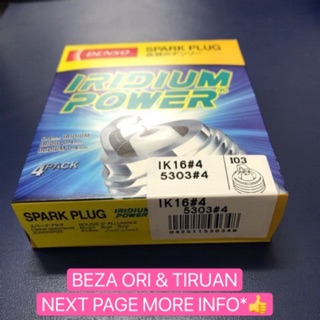 DENSO
SPARK PLUG
IRIDIUM
POWER
4PACK
IK16#4
5303#4
103
IK16#4
5303#4
SPARK PLUG
IRIDIUM
POWER
BEZA ORI & TIRUAN
NEXT PAGE MORE INFO*👍